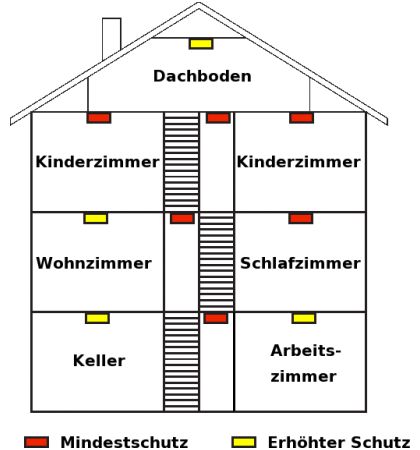 Dachboden
Kinderzimmer
Kinderzimmer
Wohnzimmer
Schlafzimmer
Keller
Arbeits-
zimmer
Mindestschutz
Erhöhter Schutz